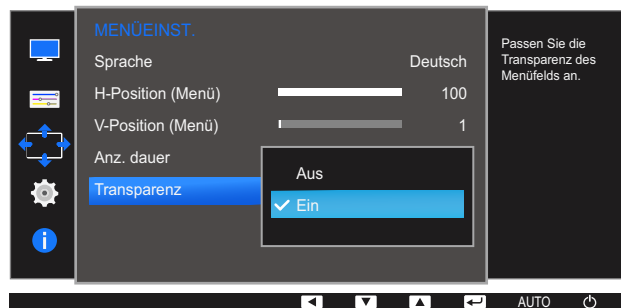 MENÜEINST.
Sprache Deutsch
H-Position (Menü) 100
V-Position (Menü) 1
Anz. dauer
Transparenz
Aus
Ein
Passen Sie die
Transparenz des
Menüfelds an.
AUTO